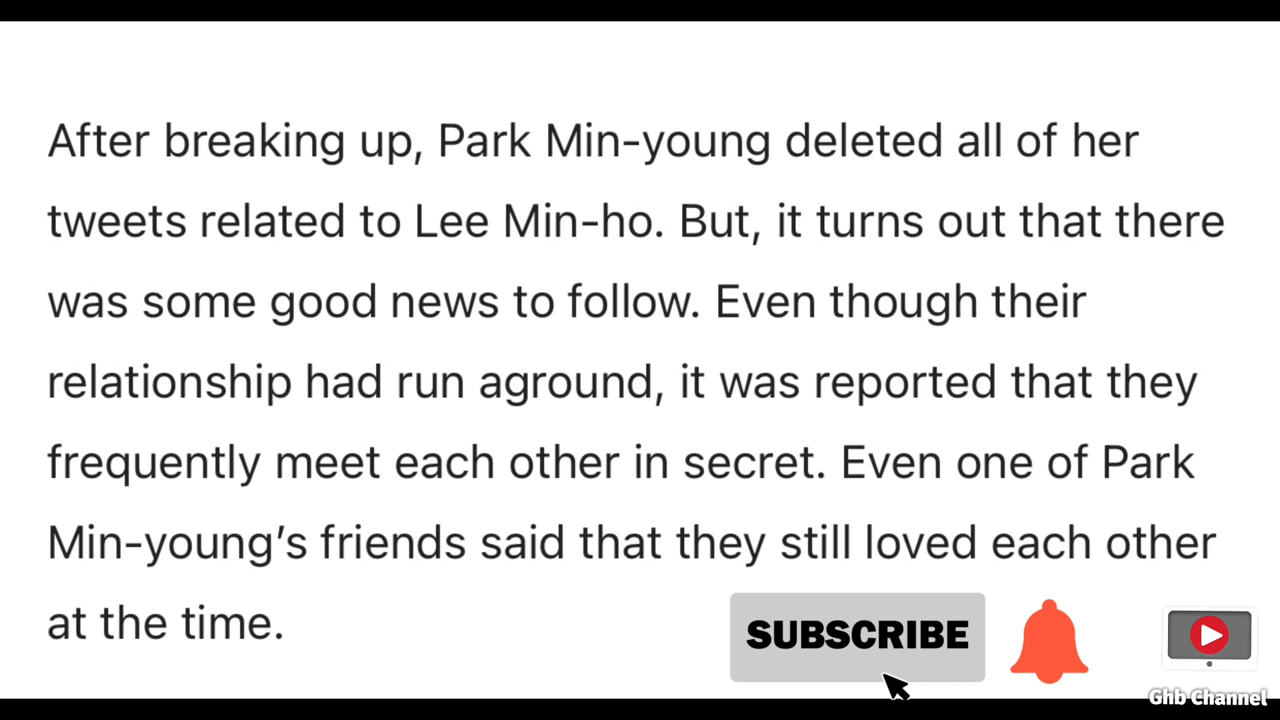 After breaking up, Park Min-young deleted all of her
tweets related to Lee Min-ho. But, it turns out that there
was some good news to follow. Even though their
relationship had run aground, it was reported that they
frequently meet each other in secret. Even one of Park
Min-young’s friends said that they still loved each other
at the time.
SUBSCRIBE
Ghb Channel